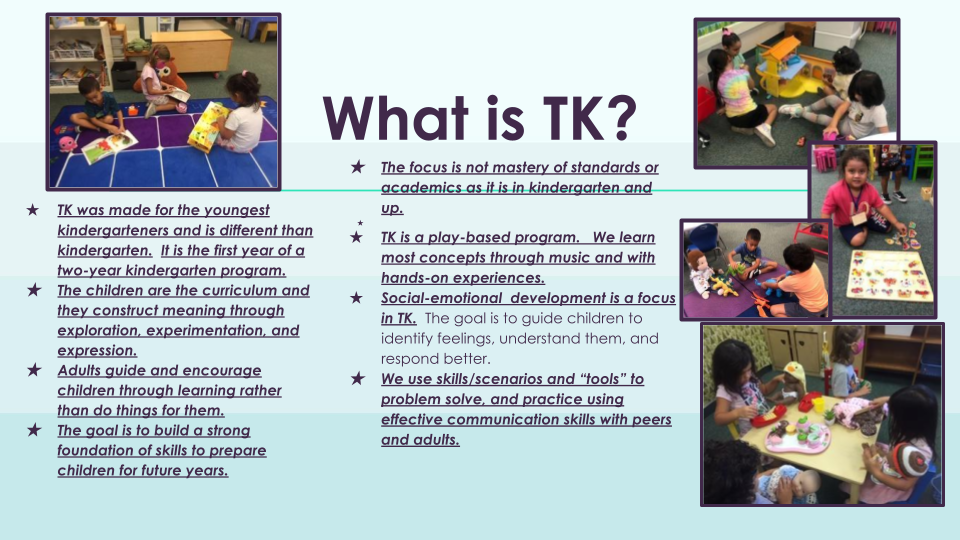 What is TK?
★ TK was made for the youngest
kindergarteners and is different than
kindergarten.  It is the first year of a
two-year kindergarten program.
★ The children are the curriculum and
they construct meaning through
exploration, experimentation, and
expression.
★ Adults guide and encourage
children through learning rather
than do things for them.
★ The goal is to build a strong
foundation of skills to prepare
children for future years.
★ The focus is not mastery of standards or
academics as it is in kindergarten and
up.
★
★ TK is a play-based program.   We learn
most concepts through music and with
hands-on experiences.
★ Social-emotional  development is a focus
in TK.  The goal is to guide children to
identify feelings, understand them, and
respond better.
★ We use skills/scenarios and “tools” to
problem solve, and practice using
effective communication skills with peers
and adults.